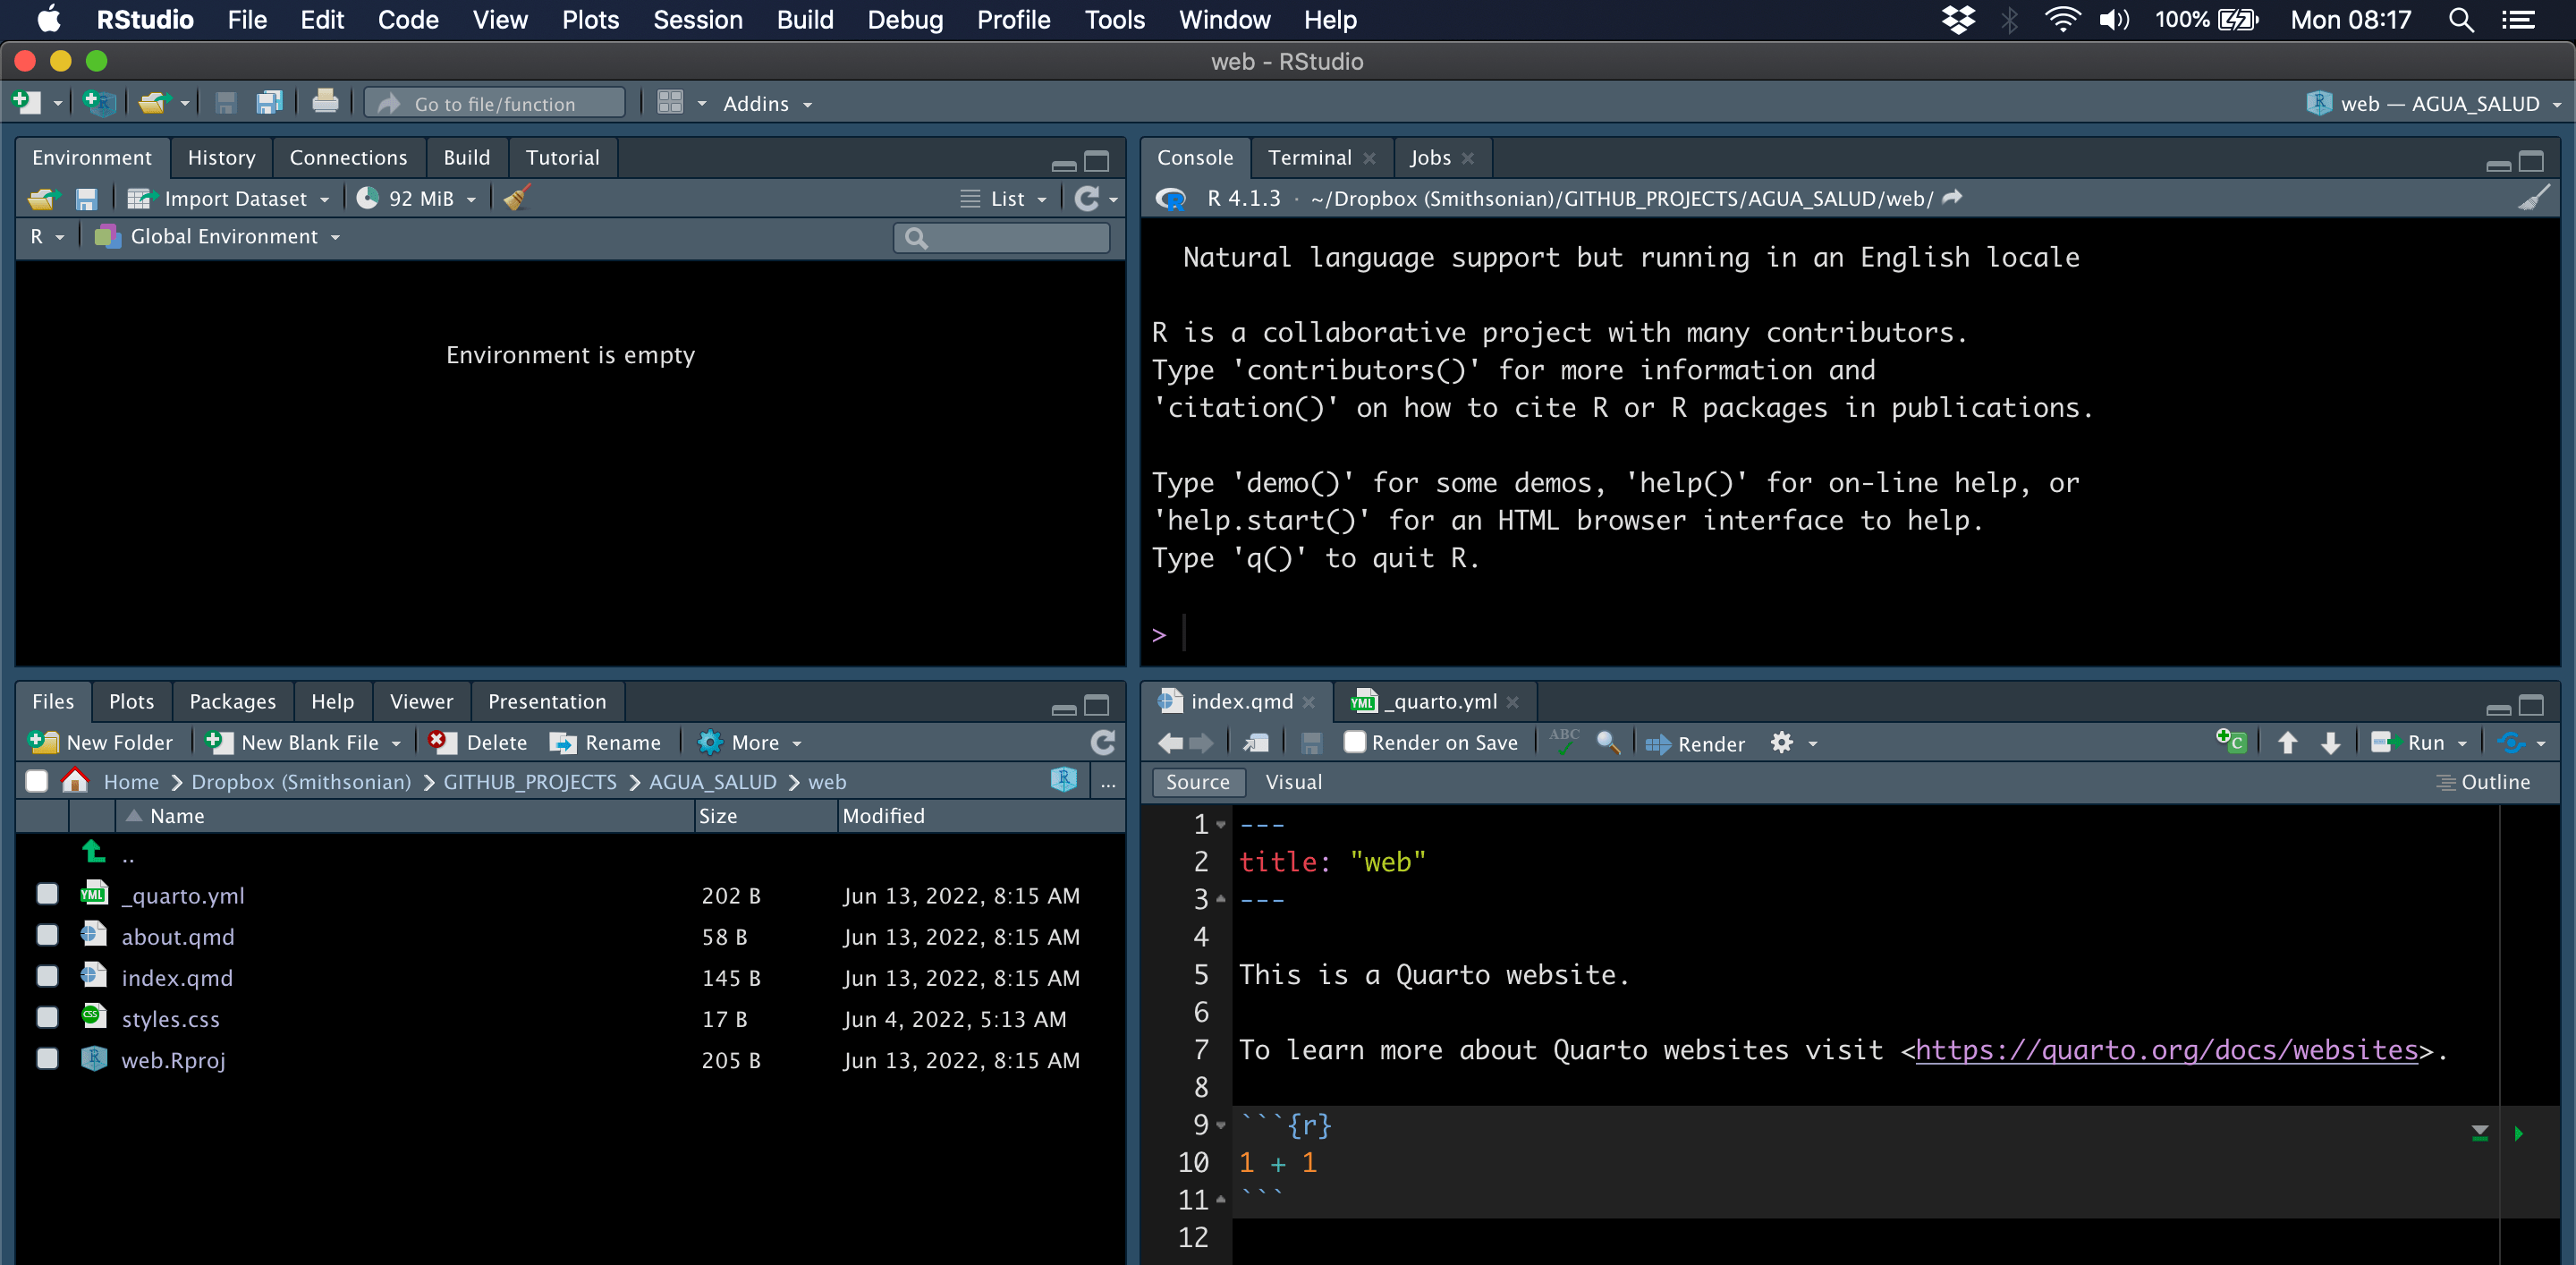 RStudio File Edit Code View Plots Session Build Debug Profile Tools Window Help 100% Mon 08:17
web - RStudio
Go to file/function Addins web — AGUA_SALUD
Environment History Connections Build Tutorial
Import Dataset 92 MiB List
R Global Environment
Environment is empty
Console Terminal Jobs
R 4.1.3 · ~/Dropbox (Smithsonian)/GITHUB_PROJECTS/AGUA_SALUD/web/
Natural language support but running in an English locale
R is a collaborative project with many contributors.
Type 'contributors()' for more information and
'citation()' on how to cite R or R packages in publications.
Type 'demo()' for some demos, 'help()' for on-line help, or
'help.start()' for an HTML browser interface to help.
Type 'q()' to quit R.
>
Files Plots Packages Help Viewer Presentation
New Folder New Blank File Delete Rename More
Home Dropbox (Smithsonian) GITHUB_PROJECTS AGUA_SALUD web R ...
Name Size Modified
..
YML _quarto.yml 202 B Jun 13, 2022, 8:15 AM
about.qmd 58 B Jun 13, 2022, 8:15 AM
index.qmd 145 B Jun 13, 2022, 8:15 AM
CSS styles.css 17 B Jun 4, 2022, 5:13 AM
R web.Rproj 205 B Jun 13, 2022, 8:15 AM
index.qmd YML _quarto.yml
Render on Save ABC Render C Run
Source Visual Outline
1 ---
2 title: "web"
3 ---
4
5 This is a Quarto website.
6
7 To learn more about Quarto websites visit <https://quarto.org/docs/websites>.
8
9 ```{r}
10 1 + 1
11 ```
12